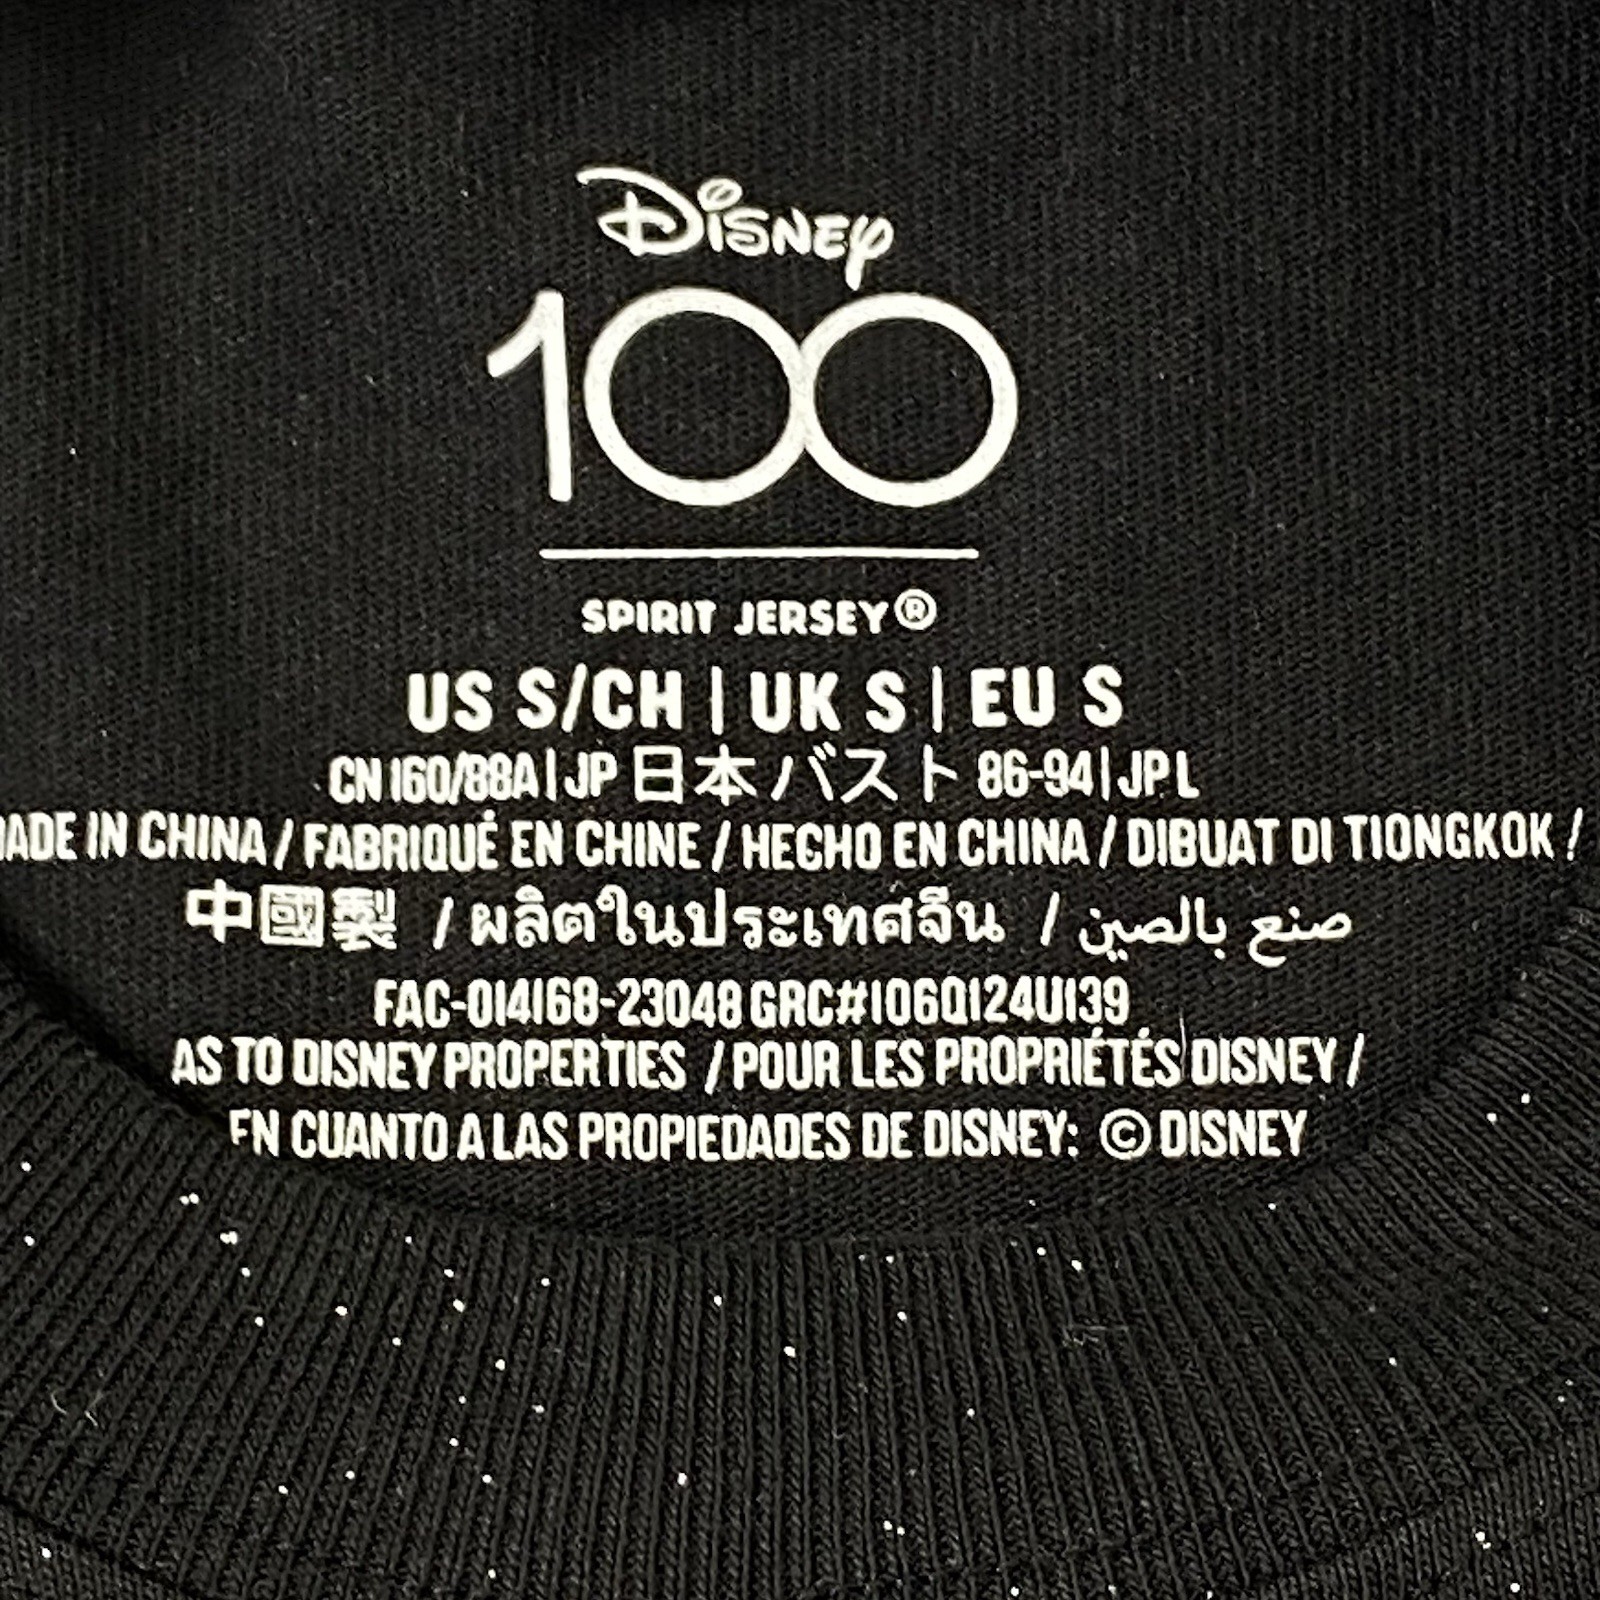 Disney
100
SPIRIT JERSEY®
US S/CH | UK S | EU S
CN 160/88A | JP 日本 バスト 86-94 | JP L
MADE IN CHINA / FABRIQUÉ EN CHINE / HECHO EN CHINA / DIBUAT DI TIONGKOK /
中國製 / ผลิตในประเทศจีน / صنع بالصين
FAC-014168-23048 GRC#1060124U139
AS TO DISNEY PROPERTIES / POUR LES PROPRIÉTÉS DISNEY /
EN CUANTO A LAS PROPIEDADES DE DISNEY: © DISNEY